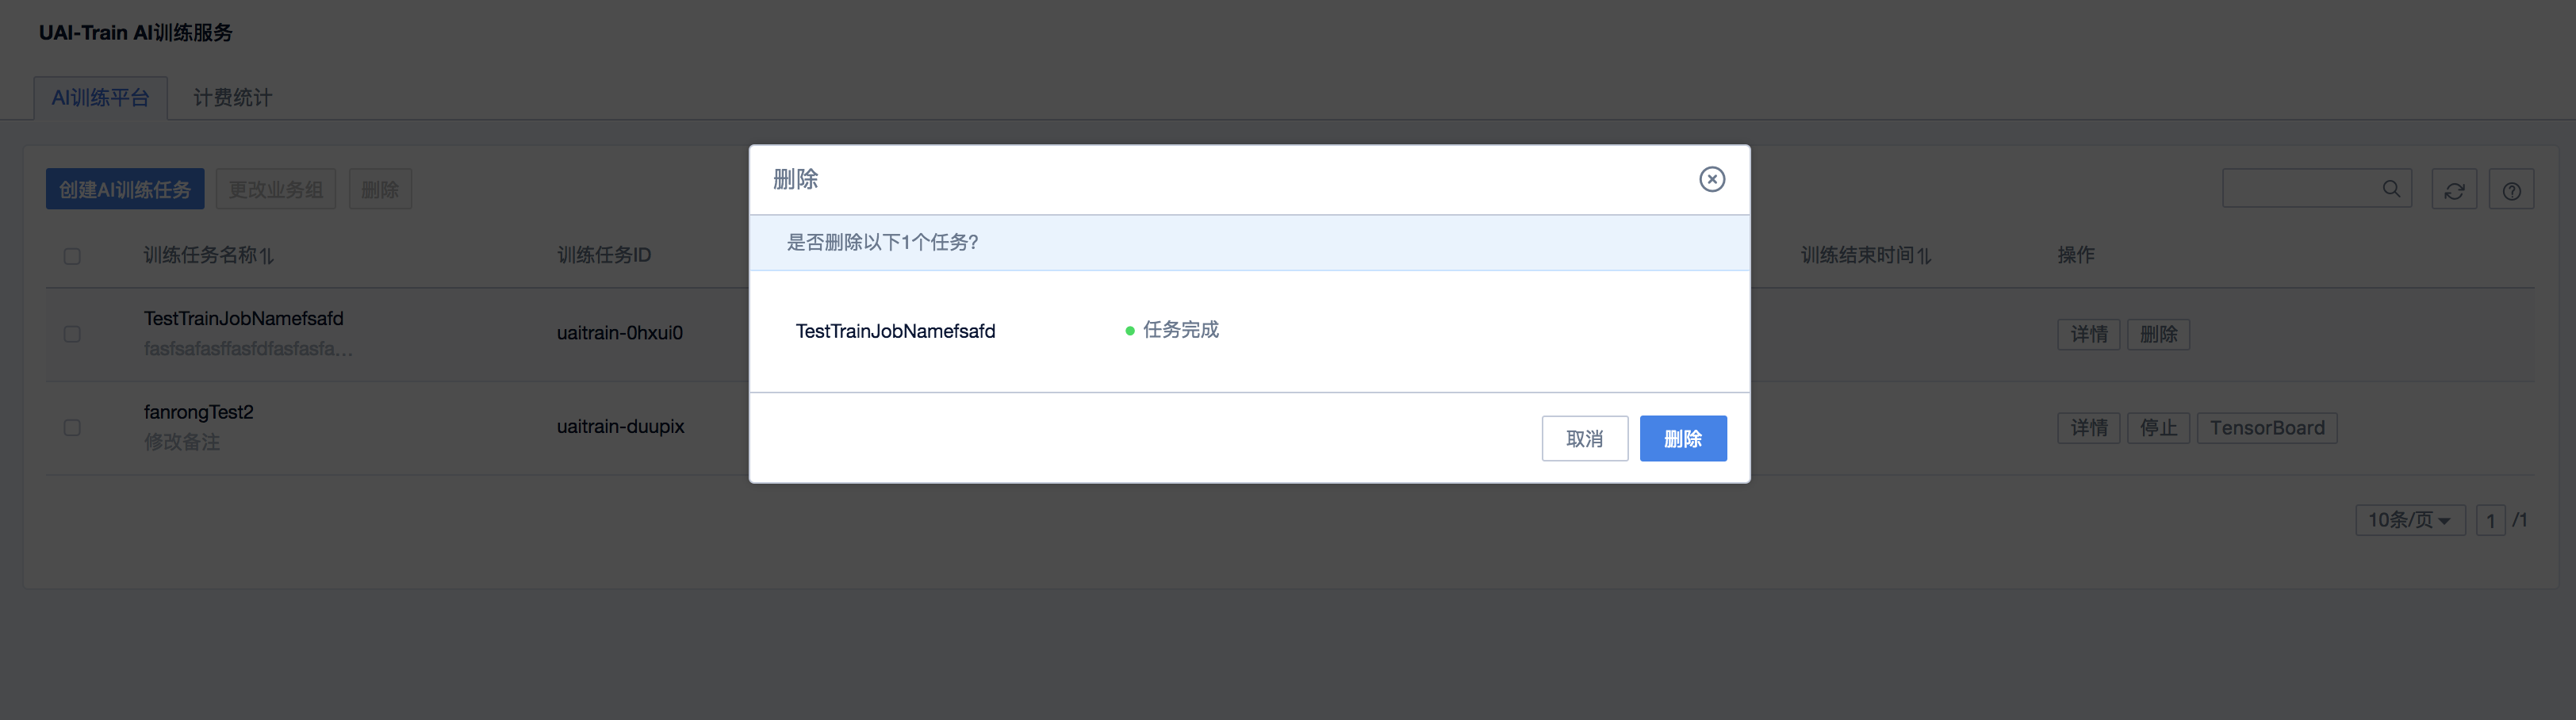 UAI-Train AI训练服务
AI训练平台 计费统计
创建AI训练任务 更改业务组 删除
训练任务名称 训练任务ID 训练结束时间 操作
TestTrainJobNamefsafd
fasfsafasffasfdfasfasfa...
uaitrain-0hxui0
详情 删除
fanrongTest2
修改备注
uaitrain-duupix
详情 停止 TensorBoard
10条/页 1 /1
删除
是否删除以下1个任务?
TestTrainJobNamefsafd 任务完成
取消 删除